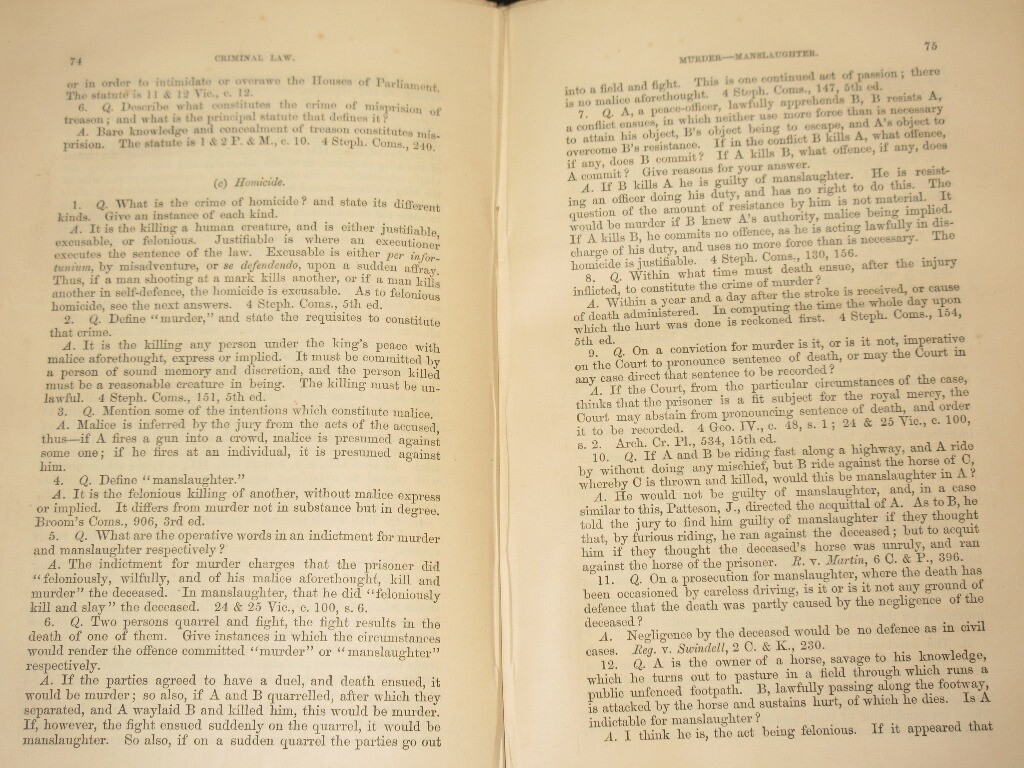 74
CRIMINAL LAW.
or in order to intimidate or overawe the Houses of Parliament.
The statute is 11 & 12 Vic., c. 12.
6. Q. Describe what constitutes the crime of misprision of
treason; and what is the principal statute that defines it?
A. Bare knowledge and concealment of treason constitutes mis-
prision. The statute is 1 & 2 P. & M., c. 10. 4 Steph. Coms., 240.
(c) Homicide.
1. Q. What is the crime of homicide? and state its different
kinds. Give an instance of each kind.
A. It is the killing a human creature, and is either justifiable,
excusable, or felonious. Justifiable is where an executioner
executes the sentence of the law. Excusable is either per infor-
tunium, by misadventure, or se defendendo, upon a sudden affray.
Thus, if a man shooting at a mark kills another, or if a man kills
another in self-defence, the homicide is excusable. As to felonious
homicide, see the next answers. 4 Steph. Coms., 5th ed.
2. Q. Define "murder," and state the requisites to constitute
that crime.
A. It is the killing any person under the king's peace with
malice aforethought, express or implied. It must be committed by
a person of sound memory and discretion, and the person killed
must be a reasonable creature in being. The killing must be un-
lawful. 4 Steph. Coms., 151, 5th ed.
3. Q. Mention some of the intentions which constitute malice.
A. Malice is inferred by the jury from the acts of the accused,
thus—if A fires a gun into a crowd, malice is presumed against
some one; if he fires at an individual, it is presumed against
him.
4. Q. Define "manslaughter."
A. It is the felonious killing of another, without malice express
or implied. It differs from murder not in substance but in degree.
Broom's Coms., 906, 3rd ed.
5. Q. What are the operative words in an indictment for murder
and manslaughter respectively?
A. The indictment for murder charges that the prisoner did
"feloniously, wilfully, and of his malice aforethought, kill and
murder" the deceased. In manslaughter, that he did "feloniously
kill and slay" the deceased. 24 & 25 Vic., c. 100, s. 6.
6. Q. Two persons quarrel and fight, the fight results in the
death of one of them. Give instances in which the circumstances
would render the offence committed "murder" or "manslaughter"
respectively.
A. If the parties agreed to have a duel, and death ensued, it
would be murder; so also, if A and B quarrelled, after which they
separated, and A waylaid B and killed him, this would be murder.
If, however, the fight ensued suddenly on the quarrel, it would be
manslaughter. So also, if on a sudden quarrel the parties go out
MURDER—MANSLAUGHTER.
75
into a field and fight. This is one continued act of passion; there
is no malice aforethought. 4 Steph. Coms., 147, 5th ed.
7. Q. A, a peace-officer, lawfully apprehends B, B resists A,
a conflict ensues, in which neither use more force than is necessary
to attain his object, B's object being to escape, and A's object to
overcome B's resistance. If in the conflict B kills A, what offence,
if any, does B commit? If A kills B, what offence, if any, does
A commit? Give reasons for your answer.
A. If B kills A he is guilty of manslaughter. He is resist-
ing an officer doing his duty, and has no right to do this. The
question of the amount of resistance by him is not material. It
would be murder if B knew A's authority, malice being implied.
If A kills B, he commits no offence, as he is acting lawfully in dis-
charge of his duty, and uses no more force than is necessary. The
homicide is justifiable. 4 Steph. Coms., 130, 156.
8. Q. Within what time must death ensue, after the injury
inflicted, to constitute the crime of murder?
A. Within a year and a day after the stroke is received, or cause
of death administered. In computing the time the whole day upon
which the hurt was done is reckoned first. 4 Steph. Coms., 154,
5th ed.
9. Q. On a conviction for murder is it, or is it not, imperative
on the Court to pronounce sentence of death, or may the Court in
any case direct that sentence to be recorded?
A. If the Court, from the particular circumstances of the case,
thinks that the prisoner is a fit subject for the royal mercy, the
Court may abstain from pronouncing sentence of death, and order
it to be recorded. 4 Geo. IV., c. 48, s. 1; 24 & 25 Vic., c. 100,
s. 2. Arch. Cr. Pl., 534, 15th ed.
10. Q. If A and B be riding fast along a highway, and A ride
by without doing any mischief, but B ride against the horse of C,
whereby C is thrown and killed, would this be manslaughter in A?
A. He would not be guilty of manslaughter, and, in a case
similar to this, Patteson, J., directed the acquittal of A. As to B, he
told the jury to find him guilty of manslaughter if they thought
that, by furious riding, he ran against the deceased; but to acquit
him if they thought the deceased's horse was unruly, and ran
against the horse of the prisoner. R. v. Martin, 6 C. & P., 396.
11. Q. On a prosecution for manslaughter, where the death has
been occasioned by careless driving, is it or is it not any ground of
defence that the death was partly caused by the negligence of the
deceased?
A. Negligence by the deceased would be no defence as in civil
cases. Reg. v. Swindell, 2 C. & K., 230.
12. Q. A is the owner of a horse, savage to his knowledge,
which he turns out to pasture in a field through which runs a
public unfenced footpath. B, lawfully passing along the footway,
is attacked by the horse and sustains hurt, of which he dies. Is A
indictable for manslaughter?
A. I think he is, the act being felonious. If it appeared that